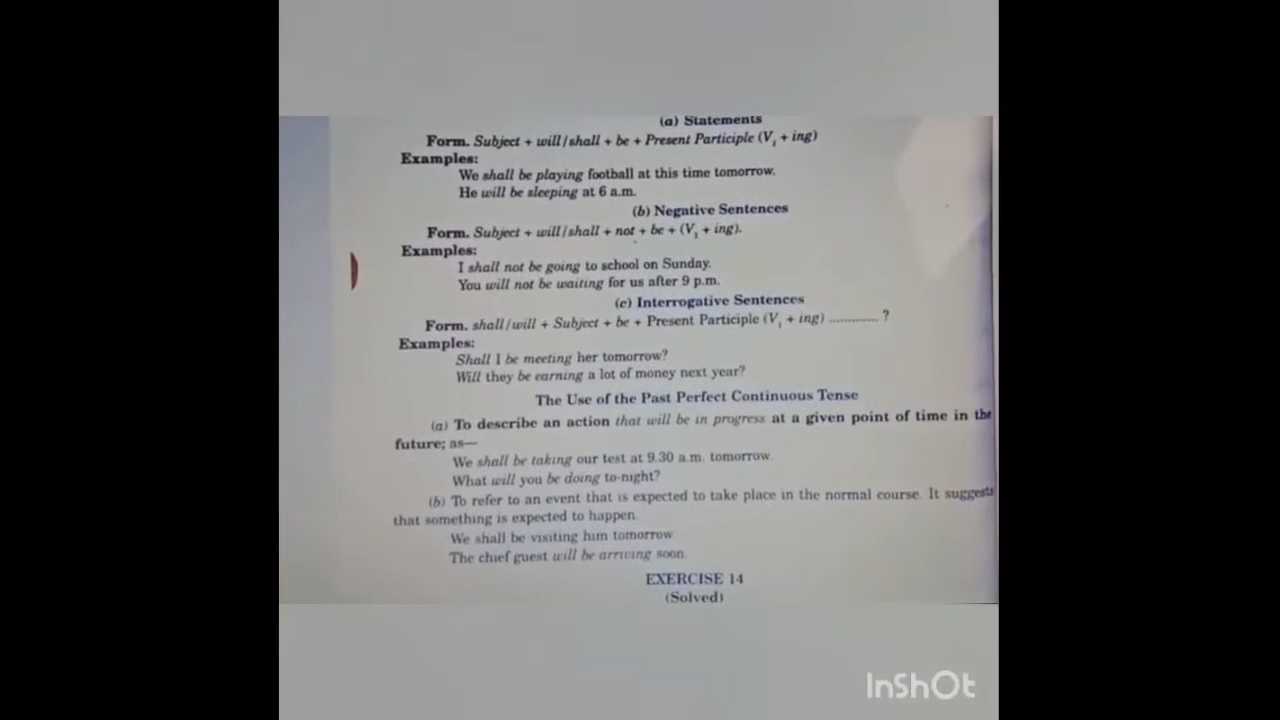 (a) Statements
Form. Subject + will/shall + be + Present Participle (V₁ + ing)
Examples:
We shall be playing football at this time tomorrow.
He will be sleeping at 6 a.m.
(b) Negative Sentences
Form. Subject + will/shall + not + be + (V₁ + ing).
Examples:
I shall not be going to school on Sunday.
You will not be waiting for us after 9 p.m.
(c) Interrogative Sentences
Form. shall/will + Subject + be + Present Participle (V₁ + ing) ............. ?
Examples:
Shall I be meeting her tomorrow?
Will they be earning a lot of money next year?
The Use of the Past Perfect Continuous Tense
(a) To describe an action that will be in progress at a given point of time in the
future; as—
We shall be taking our test at 9.30 a.m. tomorrow.
What will you be doing to-night?
(b) To refer to an event that is expected to take place in the normal course. It suggests
that something is expected to happen.
We shall be visiting him tomorrow
The chief guest will be arriving soon.
EXERCISE 14
(Solved)
InShOt